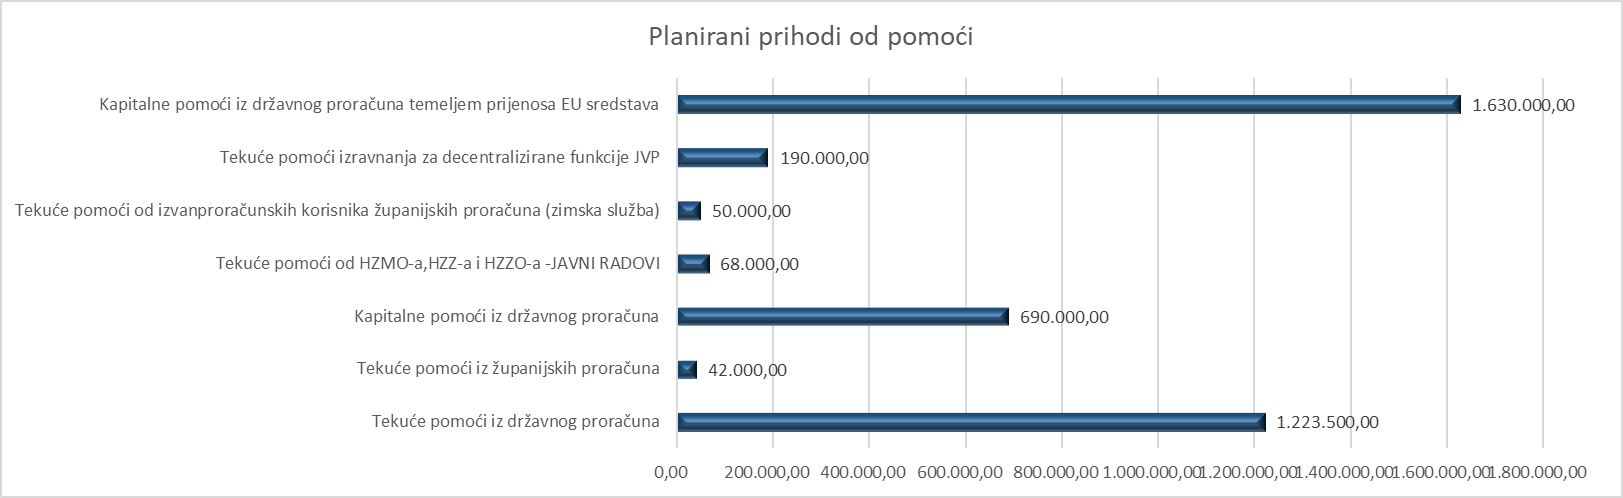 Planirani prihodi od pomoći
Kapitalne pomoći iz državnog proračuna temeljem prijenosa EU sredstava
1.630.000,00
Tekuće pomoći izravnanja za decentralizirane funkcije JVP
190.000,00
Tekuće pomoći od izvanproračunskih korisnika županijskih proračuna (zimska služba)
50.000,00
Tekuće pomoći od HZMO-a,HZZ-a i HZZO-a -JAVNI RADOVI
68.000,00
Kapitalne pomoći iz državnog proračuna
690.000,00
Tekuće pomoći iz županijskih proračuna
42.000,00
Tekuće pomoći iz državnog proračuna
1.223.500,00
0,00 200.000,00 400.000,00 600.000,00 800.000,00 1.000.000,00 1.200.000,00 1.400.000,00 1.600.000,00 1.800.000,00